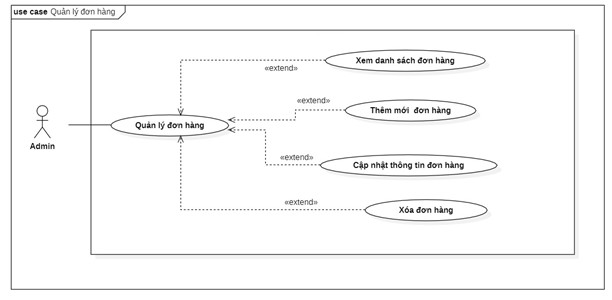 use case Quản lý đơn hàng
Xem danh sách đơn hàng
«extend»
«extend»
Thêm mới đơn hàng
Quản lý đơn hàng
Admin
«extend»
Cập nhật thông tin đơn hàng
«extend»
Xóa đơn hàng